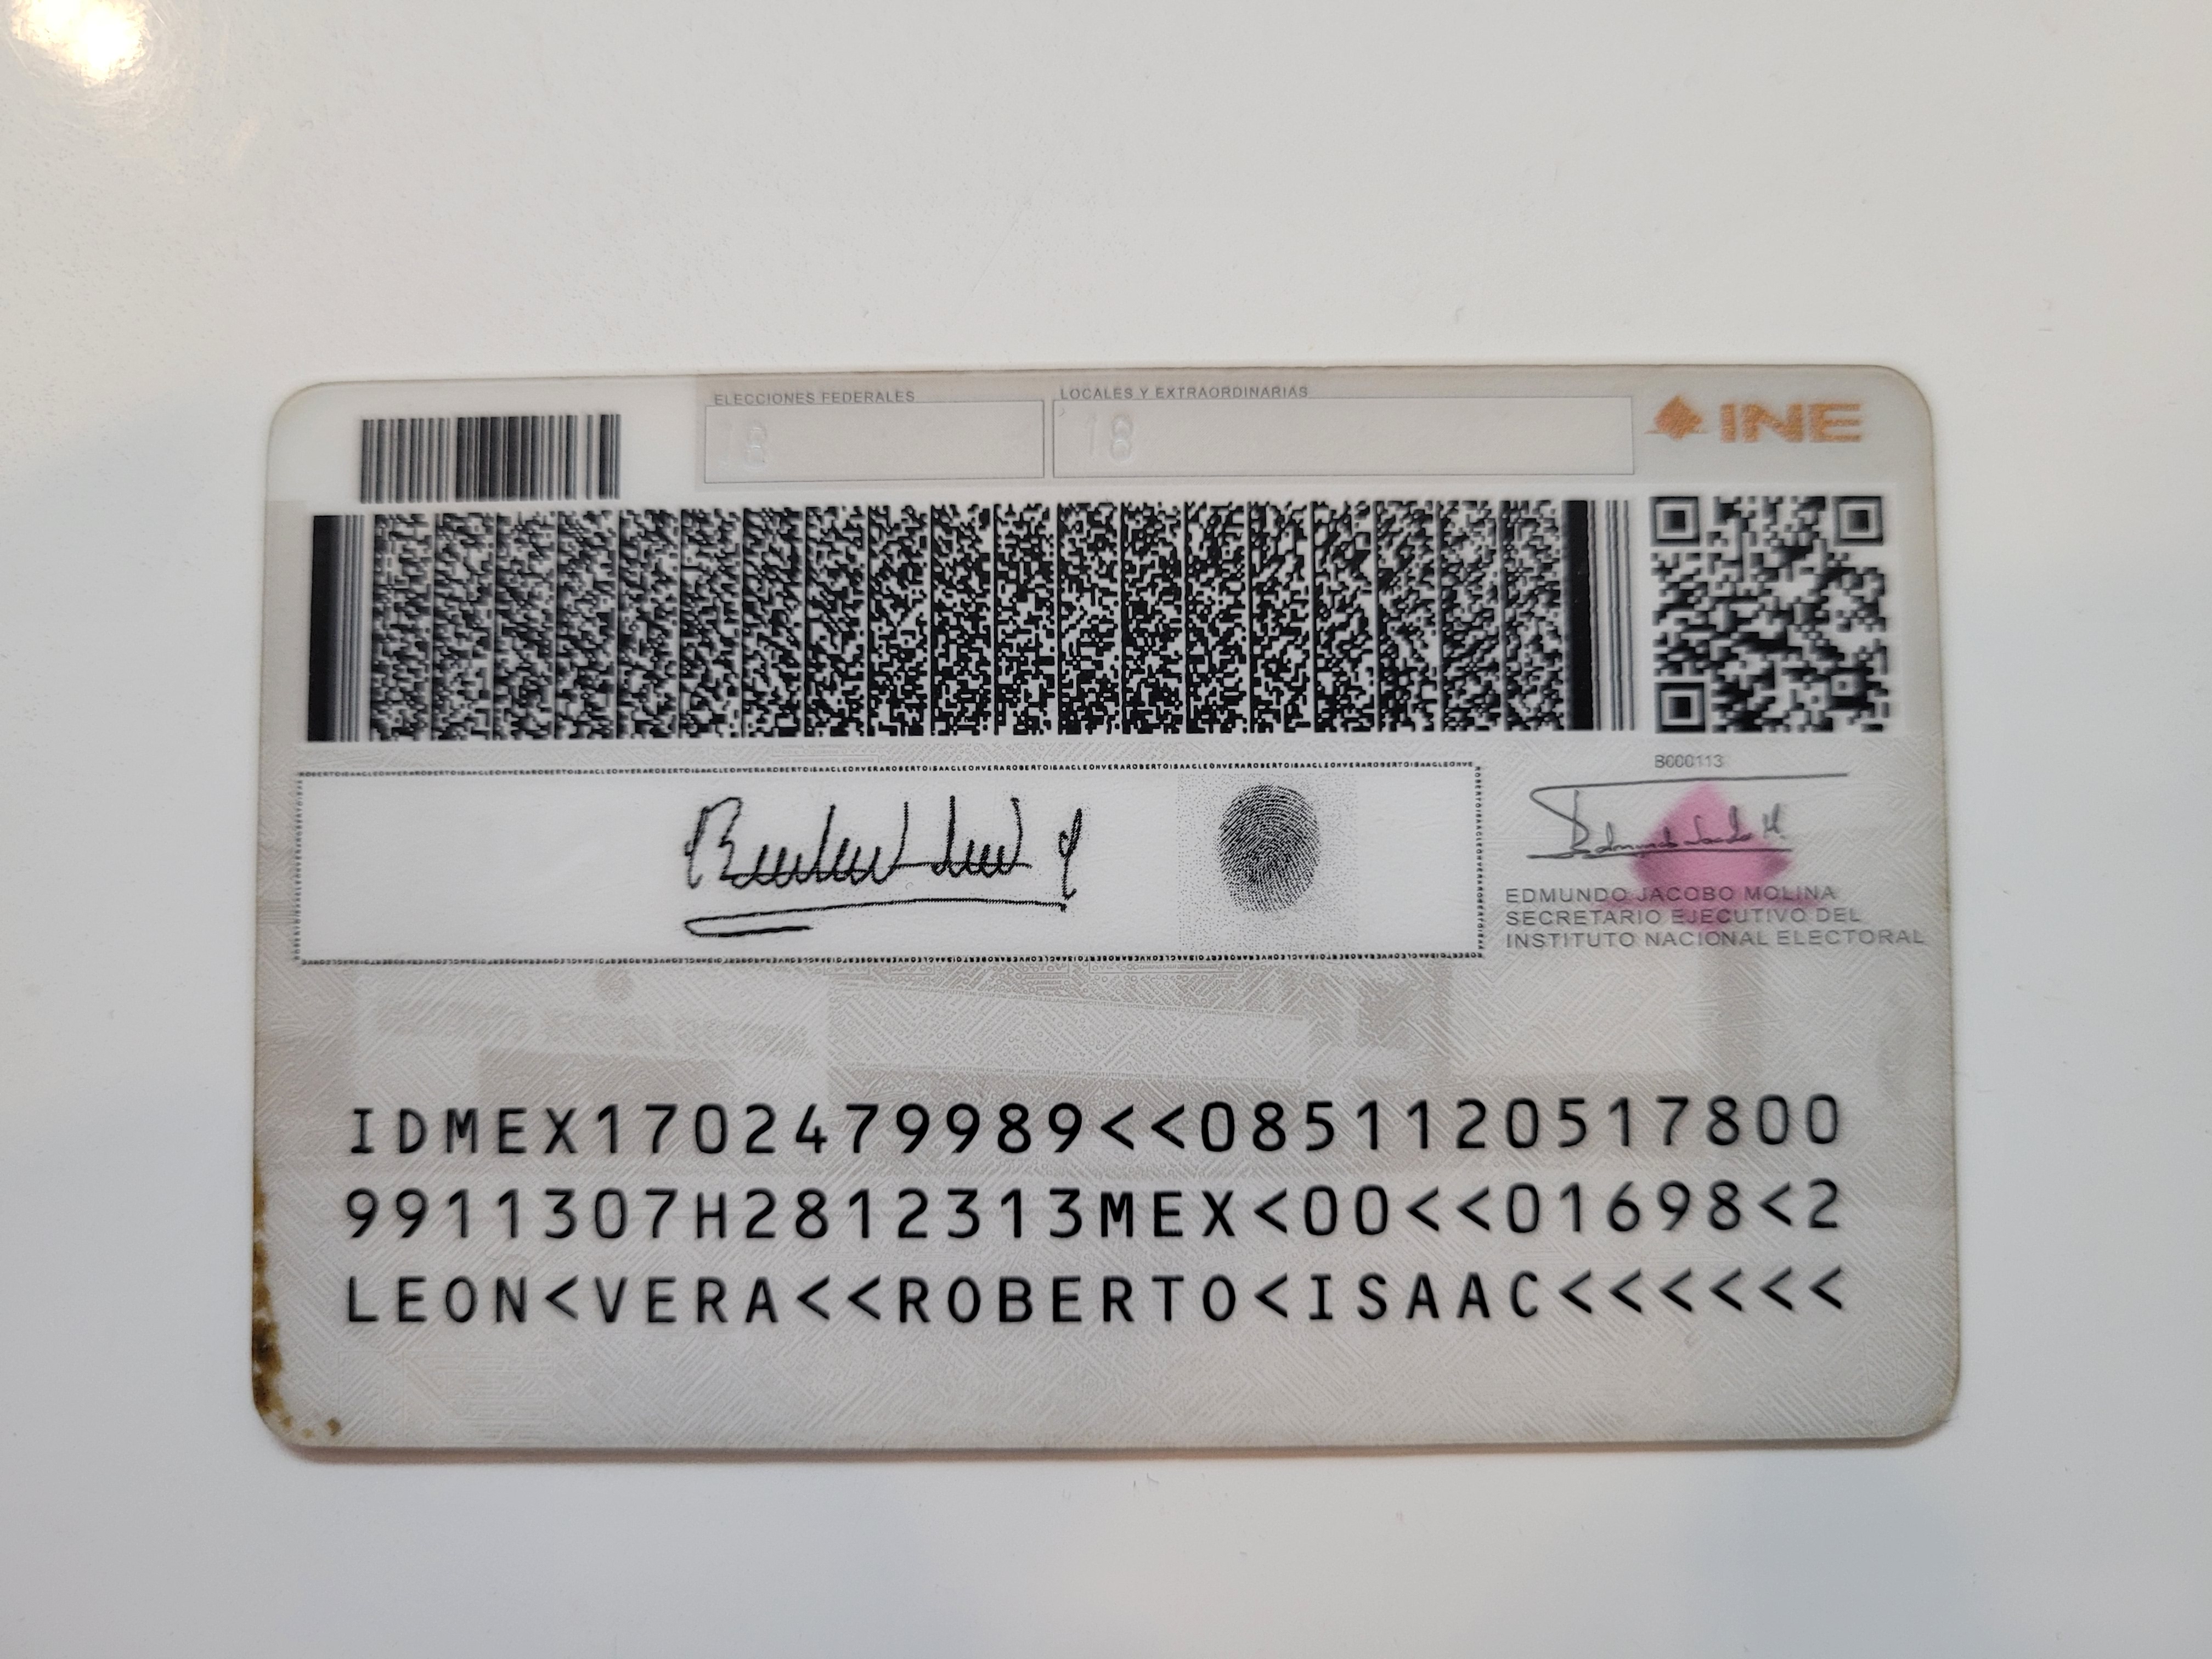 ELECCIONES FEDERALES
LOCALES Y EXTRAORDINARIAS
18
18
INE
B000113
EDMUNDO JACOBO MOLINA
SECRETARIO EJECUTIVO DEL
INSTITUTO NACIONAL ELECTORAL
IDMEX1702479989<<0851120517800
9911307H2812313MEX<00<<01698<2
LEON<VERA<<ROBERTO<ISAAC<<<<<<